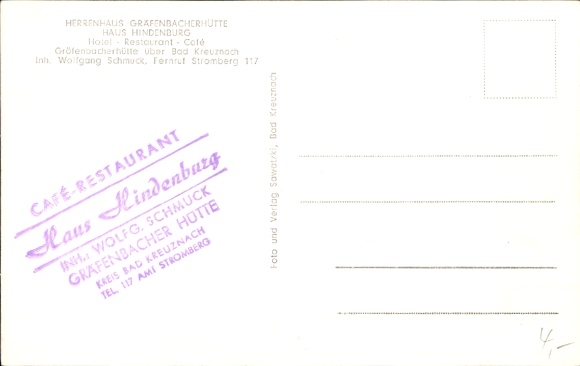 HERRENHAUS GRÄFENBACHERHÜTTE
HAUS HINDENBURG
Hotel - Restaurant - Café
Gräfenbacherhütte über Bad Kreuznach
Inh. Wolfgang Schmuck, Fernruf Stromberg 117
CAFÉ-RESTAURANT
Haus Hindenburg
INH.: WOLFG. SCHMUCK
GRÄFENBACHER HÜTTE
KREIS BAD KREUZNACH
TEL. 117 AMT STROMBERG
Foto und Verlag Sawatzki, Bad Kreuznach
4,-